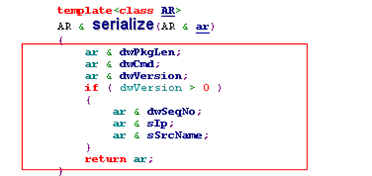 template<class AR>
AR & serialize(AR & ar)
{
ar & dwPkgLen;
ar & dwCmd;
ar & dwVersion;
if ( dwVersion > 0 )
{
ar & dwSeqNo;
ar & sIp;
ar & sSrcName;
}
return ar;
}